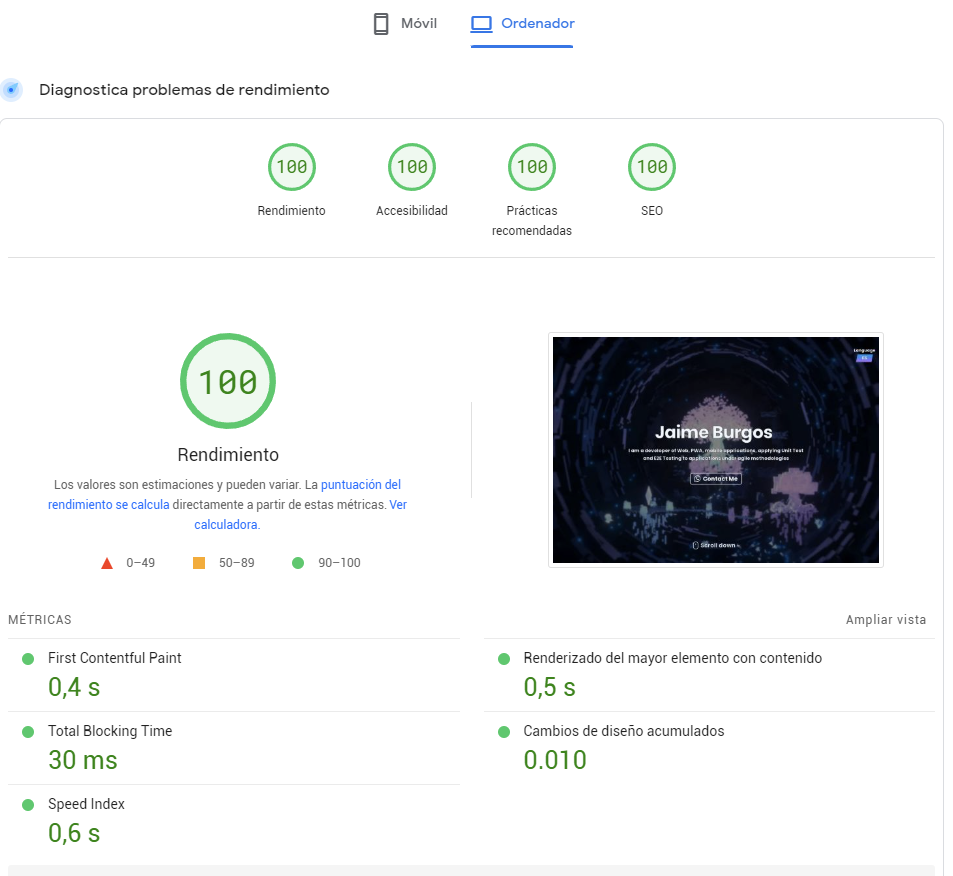 Móvil
Ordenador
Diagnostica problemas de rendimiento
100
100
100
100
Rendimiento
Accesibilidad
Prácticas
recomendadas
SEO
100
Rendimiento
Los valores son estimaciones y pueden variar. La puntuación del
rendimiento se calcula directamente a partir de estas métricas. Ver
calculadora.
0–49
50–89
90–100
Language
Jaime Burgos
I am a developer of Web, PWA, mobile applications, applying Unit Test
and E2E Testing to applications under agile methodologies
Contact Me
Scroll down
MÉTRICAS
Ampliar vista
First Contentful Paint
0,4 s
Renderizado del mayor elemento con contenido
0,5 s
Total Blocking Time
30 ms
Cambios de diseño acumulados
0.010
Speed Index
0,6 s